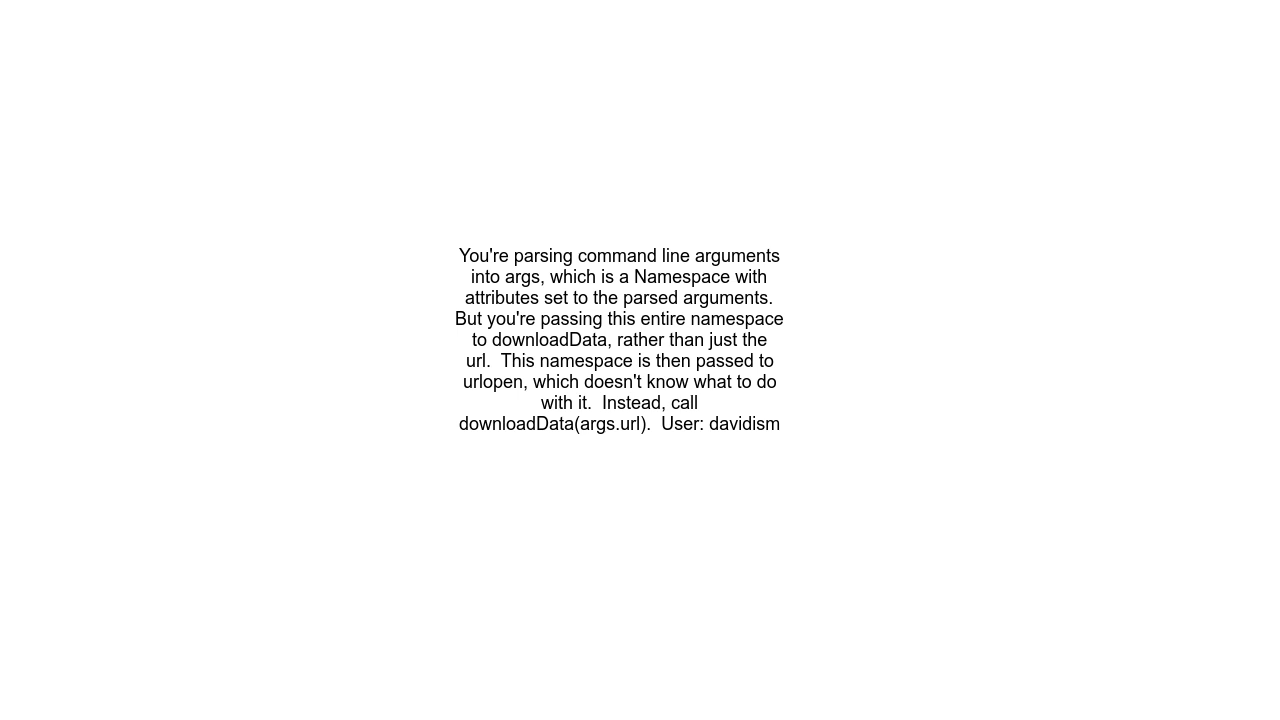 You're parsing command line arguments
into args, which is a Namespace with
attributes set to the parsed arguments.
But you're passing this entire namespace
to downloadData, rather than just the
url.  This namespace is then passed to
urlopen, which doesn't know what to do
with it.  Instead, call
downloadData(args.url).  User: davidism